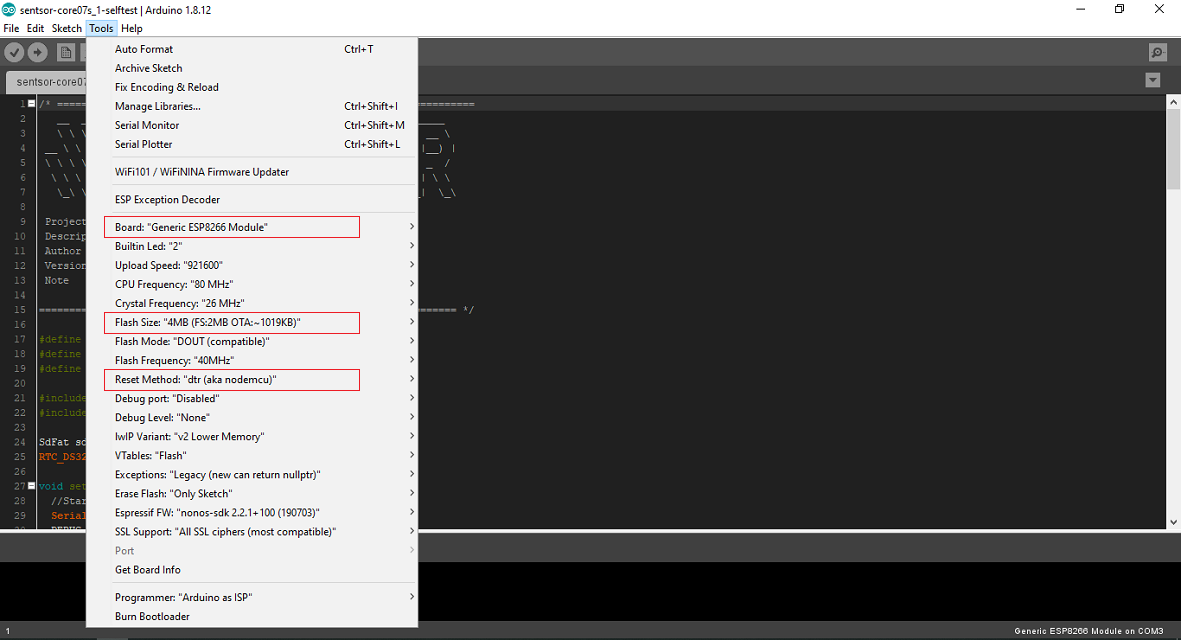 sentsor-core07s_1-selftest | Arduino 1.8.12
File Edit Sketch Tools Help
sentsor-core07
Auto Format Ctrl+T
Archive Sketch
Fix Encoding & Reload
Manage Libraries... Ctrl+Shift+I
Serial Monitor Ctrl+Shift+M
Serial Plotter Ctrl+Shift+L
WiFi101 / WiFiNINA Firmware Updater
ESP Exception Decoder
Board: "Generic ESP8266 Module"
Builtin Led: "2"
Upload Speed: "921600"
CPU Frequency: "80 MHz"
Crystal Frequency: "26 MHz"
Flash Size: "4MB (FS:2MB OTA:~1019KB)"
Flash Mode: "DOUT (compatible)"
Flash Frequency: "40MHz"
Reset Method: "dtr (aka nodemcu)"
Debug port: "Disabled"
Debug Level: "None"
lwIP Variant: "v2 Lower Memory"
VTables: "Flash"
Exceptions: "Legacy (new can return nullptr)"
Erase Flash: "Only Sketch"
Espressif FW: "nonos-sdk 2.2.1+100 (190703)"
SSL Support: "All SSL ciphers (most compatible)"
Port
Get Board Info
Programmer: "Arduino as ISP"
Burn Bootloader
1 /*
2
3
4
5
6
7
8
9 Project
10 Descrip
11 Author
12 Version
13 Note
14
15 */
16
17 #define
18 #define
19 #define
20
21 #include
22 #include
23
24 SdFat
25 RTC_DS32
26
27 void set
28 //Star
29 Serial
1 Generic ESP8266 Module on COM3